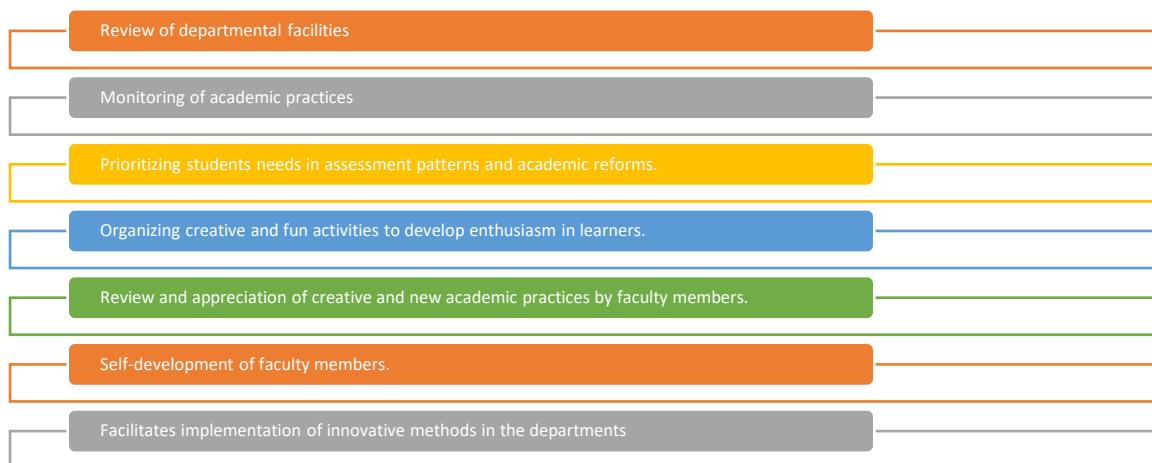 Review of departmental facilities
Monitoring of academic practices
Prioritizing students needs in assessment patterns and academic reforms.
Organizing creative and fun activities to develop enthusiasm in learners.
Review and appreciation of creative and new academic practices by faculty members.
Self-development of faculty members.
Facilitates implementation of innovative methods in the departments